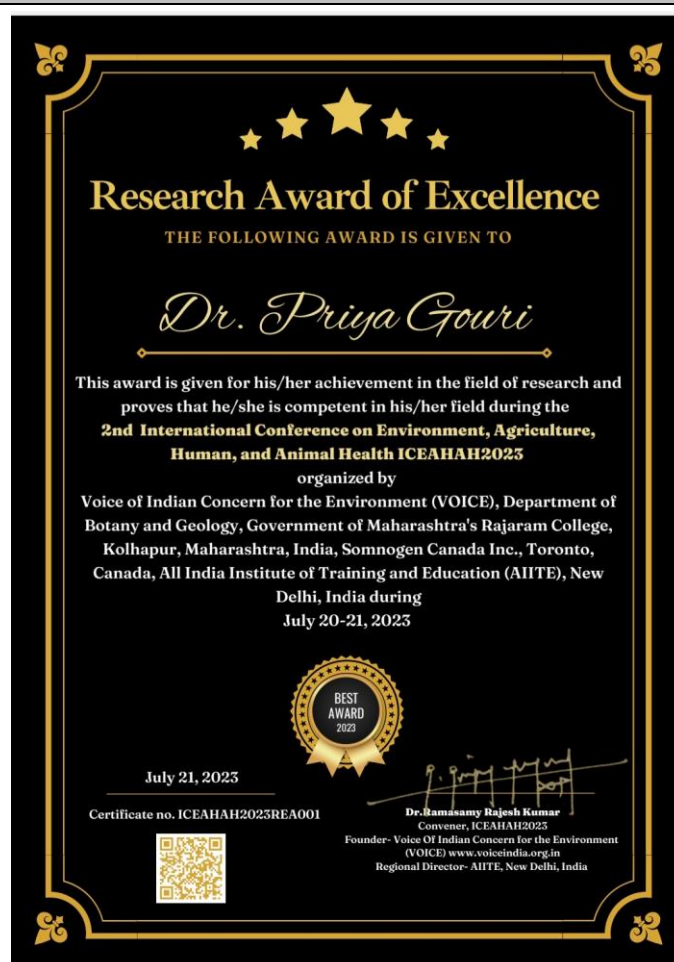 Research Award of Excellence
THE FOLLOWING AWARD IS GIVEN TO
Dr. Priya Gouri
This award is given for his/her achievement in the field of research and
proves that he/she is competent in his/her field during the
2nd International Conference on Environment, Agriculture,
Human, and Animal Health ICEAHAH2023
organized by
Voice of Indian Concern for the Environment (VOICE), Department of
Botany and Geology, Government of Maharashtra's Rajaram College,
Kolhapur, Maharashtra, India, Somnogen Canada Inc., Toronto,
Canada, All India Institute of Training and Education (AIITE), New
Delhi, India during
July 20-21, 2023
BEST
AWARD
2023
July 21, 2023
Certificate no. ICEAHAH2023REA001
Dr.Ramasamy Rajesh Kumar
Convener, ICEAHAH2023
Founder- Voice Of Indian Concern for the Environment
(VOICE) www.voiceindia.org.in
Regional Director- AIITE, New Delhi, India